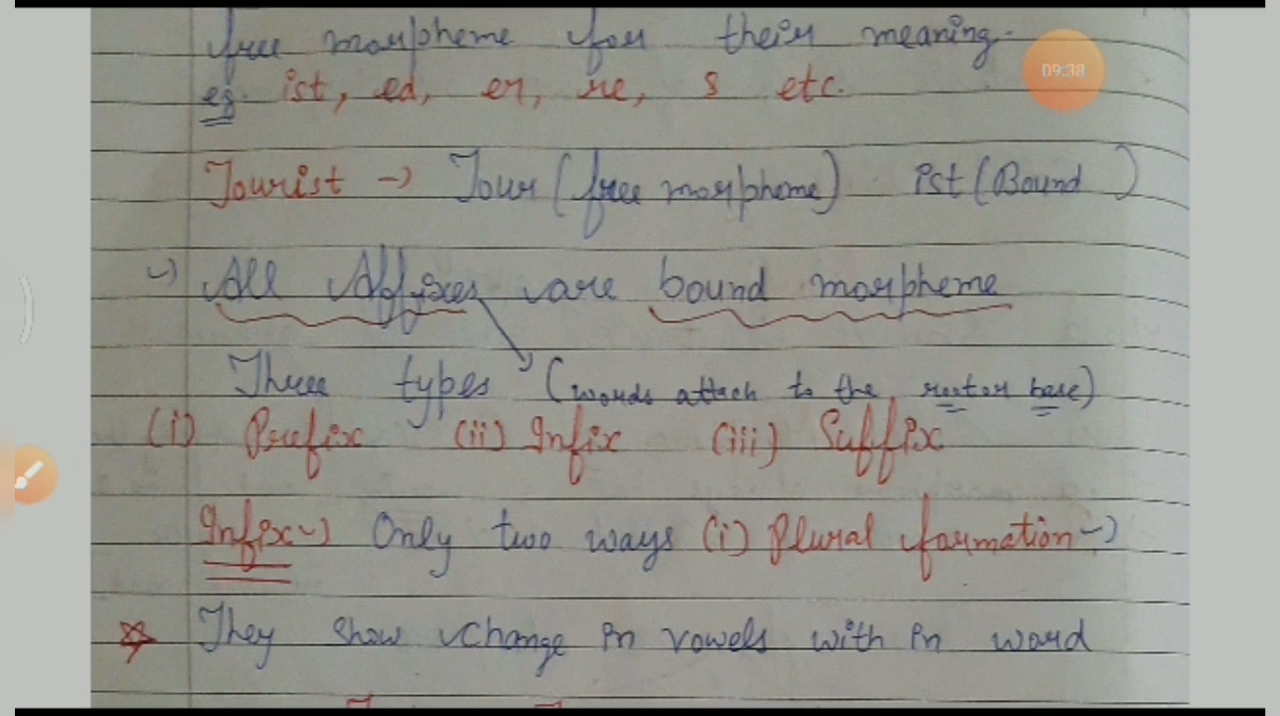 free morpheme for their meaning.
09:38
eg. ist, ed, er, re, s etc.
Tourist → Tour (free morpheme) ist (Bound )
→ All Affixes are bound morpheme
Three types (words attach to the root or base)
(i) Prefix (ii) Infix (iii) Suffix
Infix → Only two ways (i) Plural formation →
They show change in vowels with in word